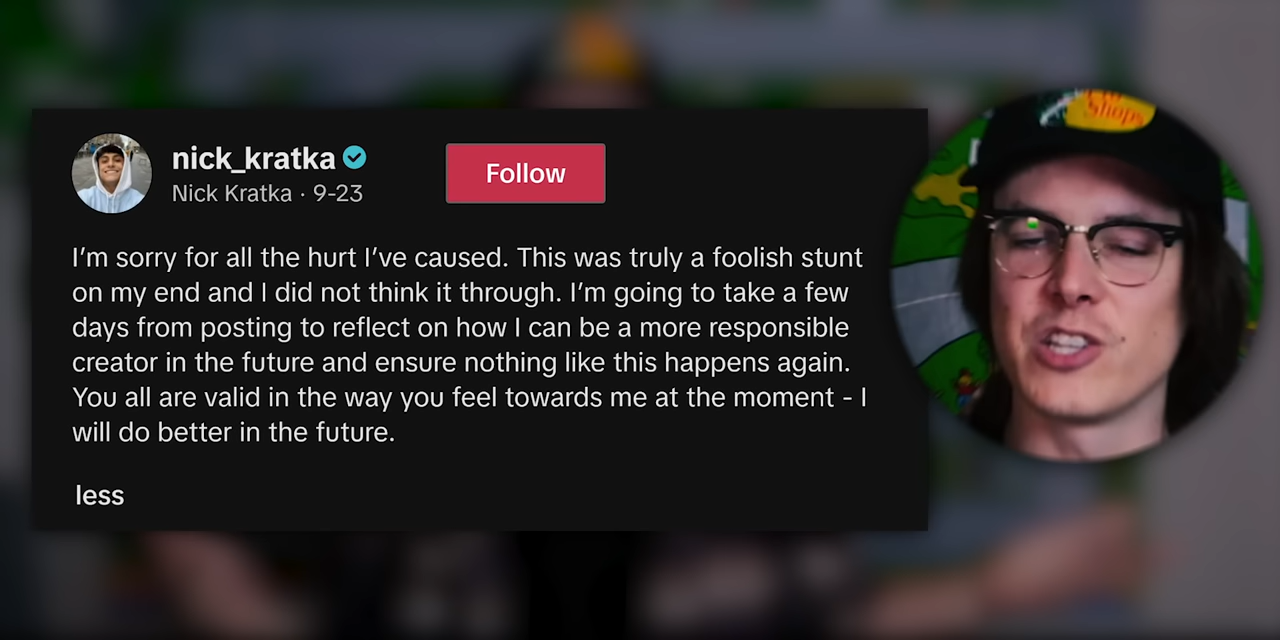 nick_kratka
Nick Kratka · 9-23
Follow
I'm sorry for all the hurt I've caused. This was truly a foolish stunt
on my end and I did not think it through. I'm going to take a few
days from posting to reflect on how I can be a more responsible
creator in the future and ensure nothing like this happens again.
You all are valid in the way you feel towards me at the moment - I
will do better in the future.
less
Shops